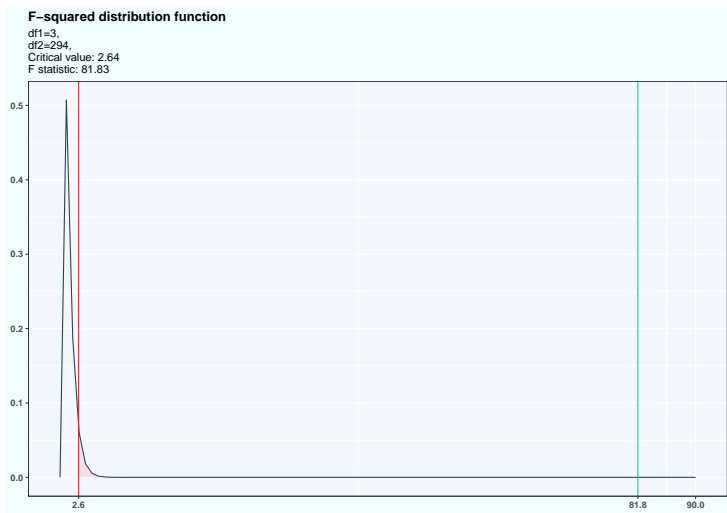 F−squared distribution function
df1=3,
df2=294,
Critical value: 2.64
F statistic: 81.83
0.5
0.4
0.3
0.2
0.1
0.0
2.6
81.8
90.0